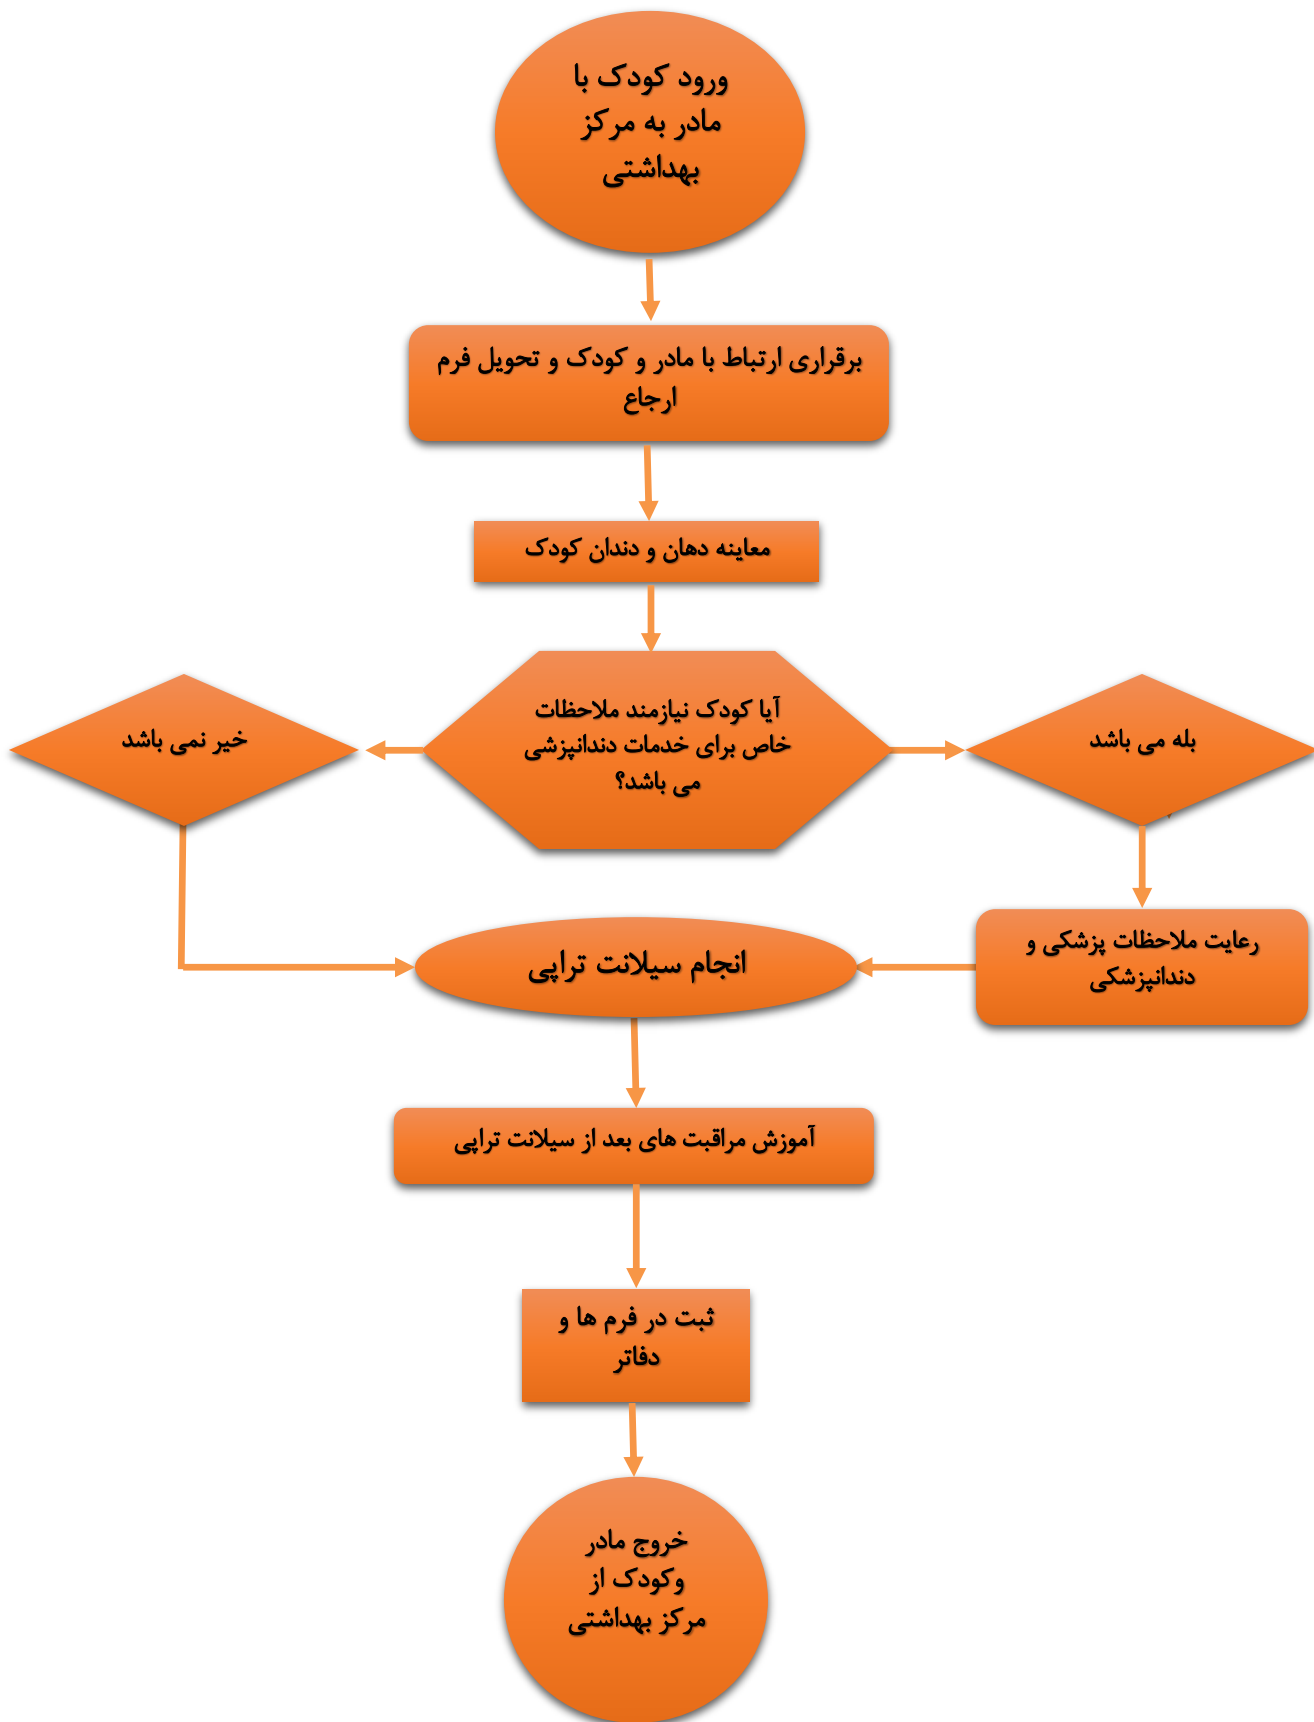 ورود کودک با
مادر به مرکز
بهداشتی
برقراری ارتباط با مادر و کودک و تحویل فرم
ارجاع
معاینه دهان و دندان کودک
آیا کودک نیازمند ملاحظات
خاص برای خدمات دندانپزشی
می باشد؟
بله می باشد
خیر نمی باشد
رعایت ملاحظات پزشکی و
دندانپزشکی
انجام سیلانت تراپی
آموزش مراقبت های بعد از سیلانت تراپی
ثبت در فرم ها و
دفاتر
خروج مادر
وکودک از
مرکز بهداشتی